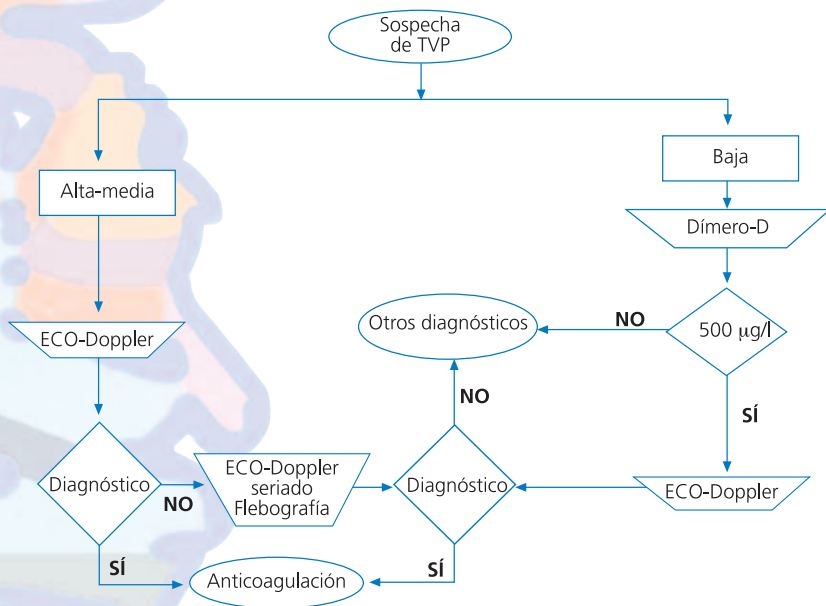 Sospecha
de TVP
Alta-media
Baja
Dímero-D
ECO-Doppler
Otros diagnósticos
NO
500 μg/l
NO
SÍ
Diagnóstico
NO
ECO-Doppler
seriado
Flebografía
Diagnóstico
ECO-Doppler
SÍ
Anticoagulación
SÍ